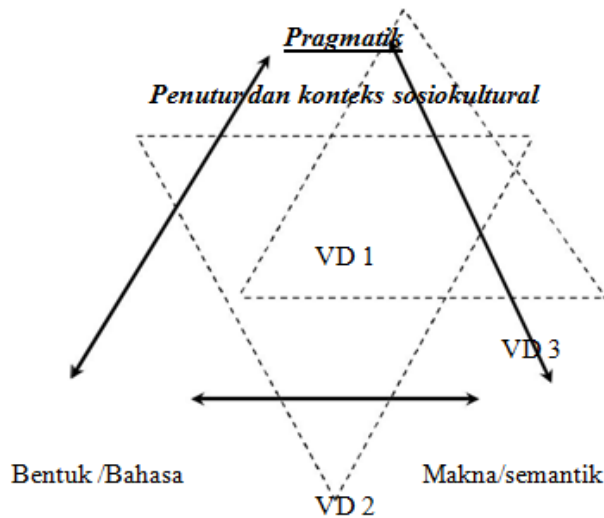 Pragmatik
Penutur dan konteks sosiokultural
VD 1
VD 3
Bentuk /Bahasa
Makna/semantik
VD 2